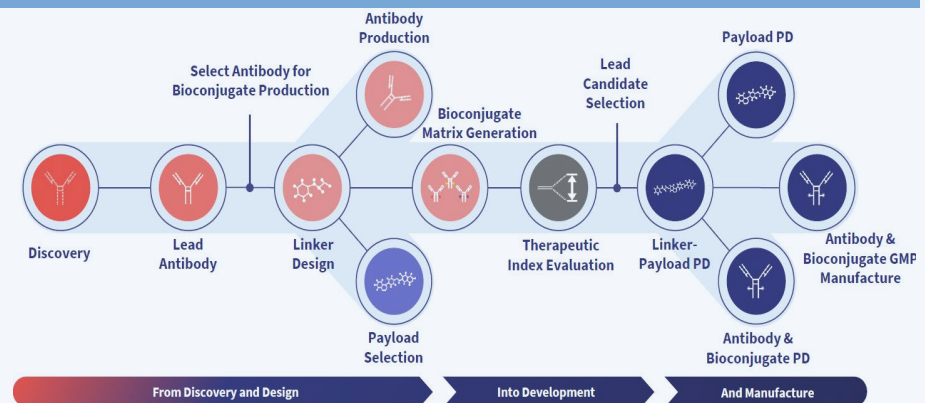 Antibody
Production
Payload PD
Select Antibody for
Bioconjugate Production
Lead
Candidate
Selection
Bioconjugate
Matrix Generation
Discovery
Lead
Antibody
Linker
Design
Therapeutic
Index Evaluation
Linker-
Payload PD
Antibody &
Bioconjugate GMP
Manufacture
Payload
Selection
Antibody &
Bioconjugate PD
From Discovery and Design
Into Development
And Manufacture